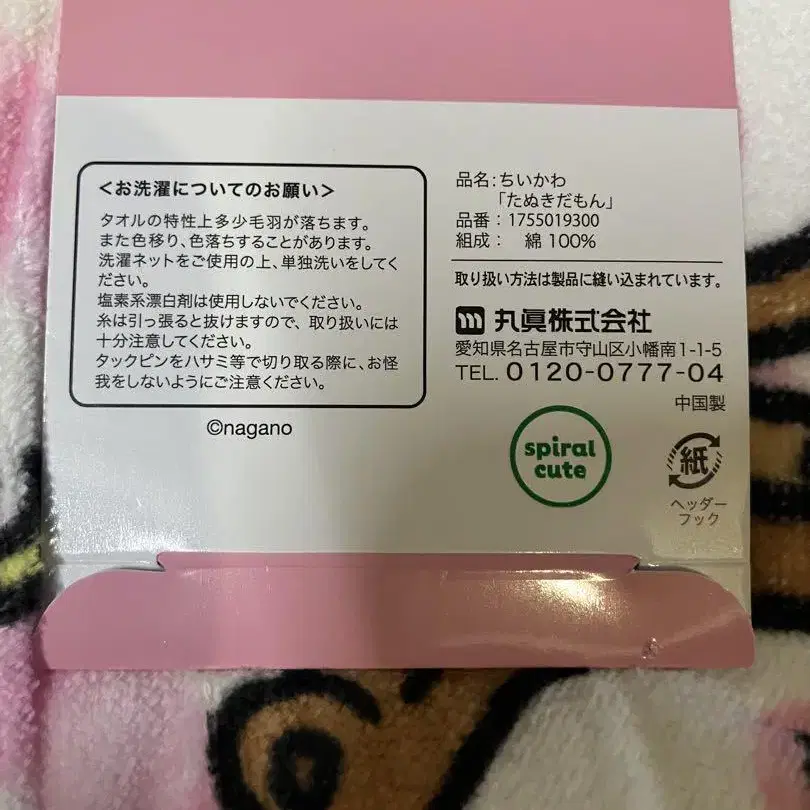 <お洗濯についてのお願い>
タオルの特性上多少毛羽が落ちます。
また色移り、色落ちすることがあります。
洗濯ネットをご使用の上、単独洗いをしてく
ださい。
塩素系漂白剤は使用しないでください。
糸は引っ張ると抜けますので、取り扱いには
十分注意してください。
タックピンをハサミ等で切り取る際に、お怪
我をしないようにご注意ください。
©nagano
品名:ちいかわ
「たぬきだもん」
品番: 1755019300
組成: 綿 100%
取り扱い方法は製品に縫い込まれています。
丸眞株式会社
愛知県名古屋市守山区小幡南1-1-5
TEL. 0120-0777-04
中国製
spiral
cute
紙
ヘッダー
フック